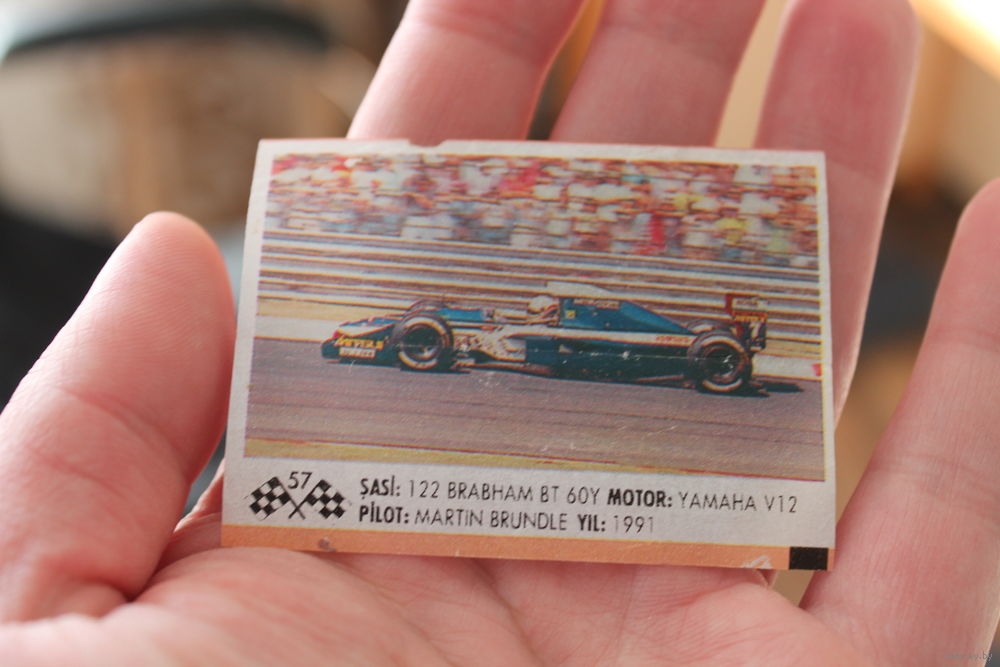 57
ŞASİ: 122 BRABHAM BT 60Y MOTOR: YAMAHA V12
PİLOT: MARTIN BRUNDLE YIL: 1991